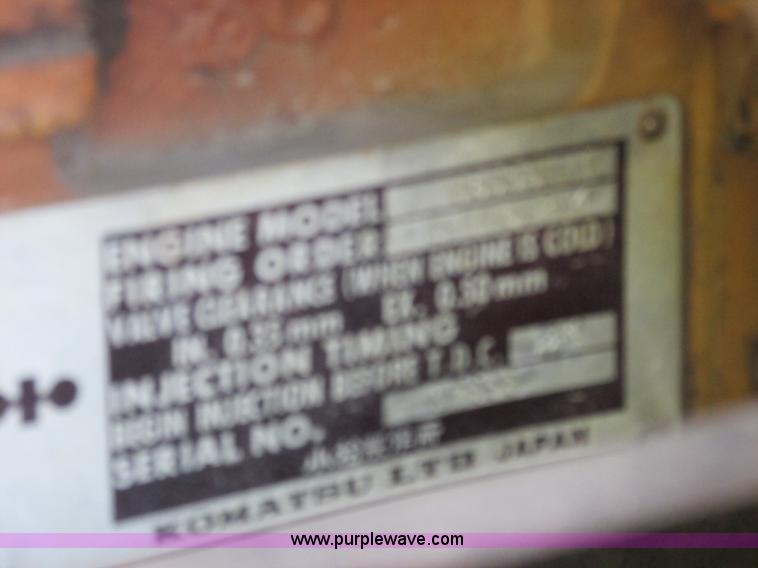 ENGINE MODEL
FIRING ORDER
VALVE CLEARANCE (WHEN ENGINE IS COLD)
IN. 0.35 mm EX. 0.50 mm
INJECTION TIMING
BEGIN INJECTION BEFORE T.D.C.
SERIAL NO.
KOMATSU LTD JAPAN
www.purplewave.com